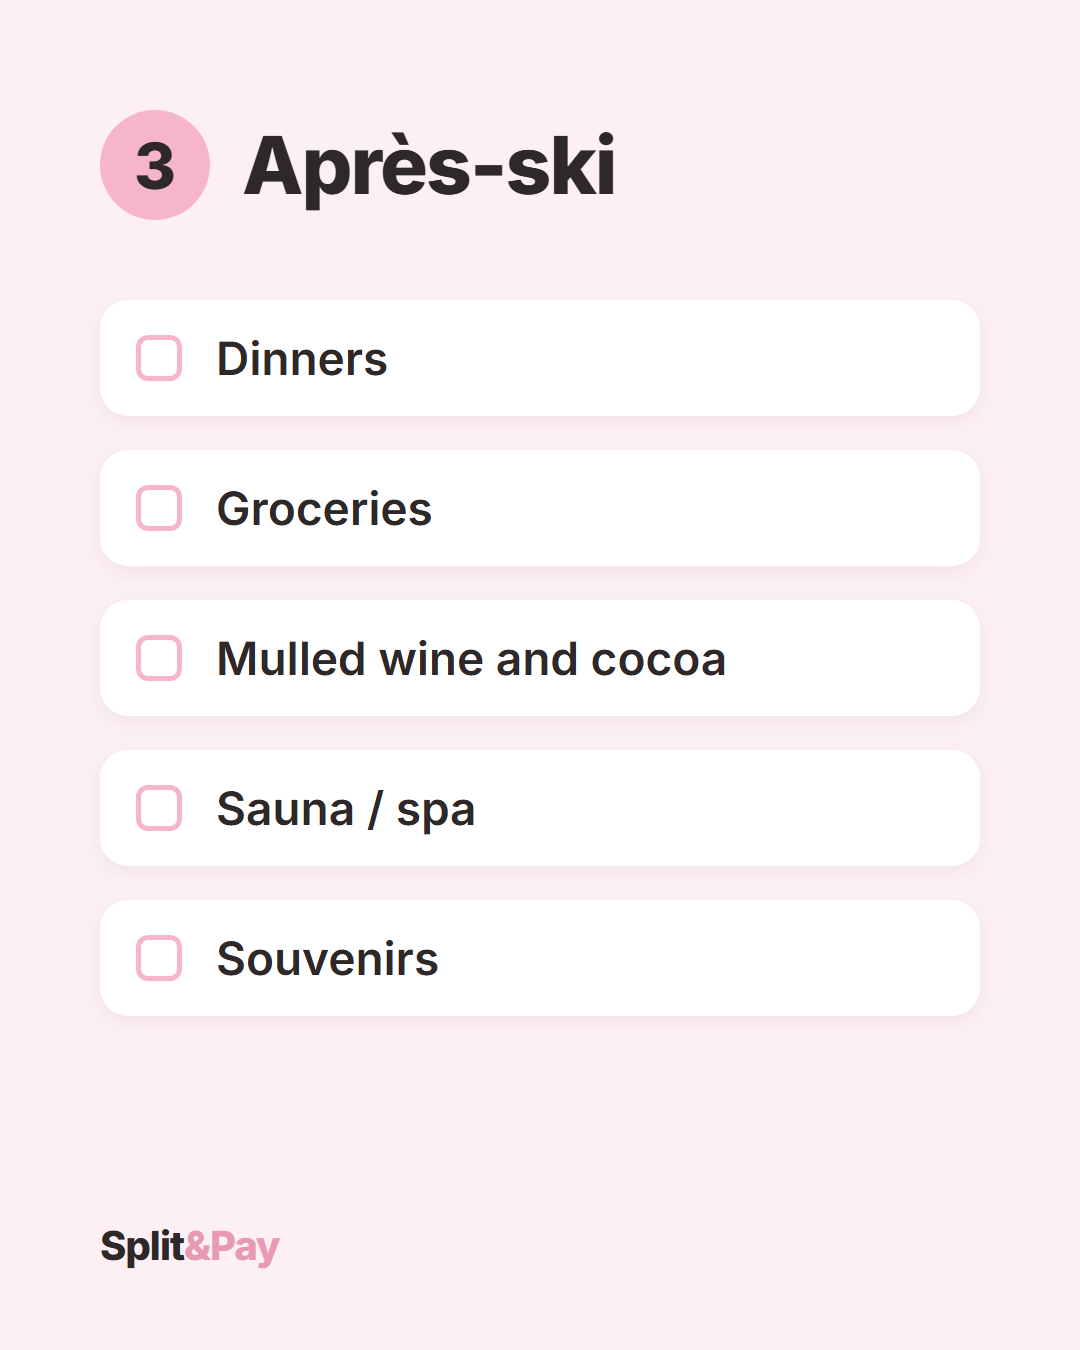 3 Après-ski
Dinners
Groceries
Mulled wine and cocoa
Sauna / spa
Souvenirs
Split&Pay